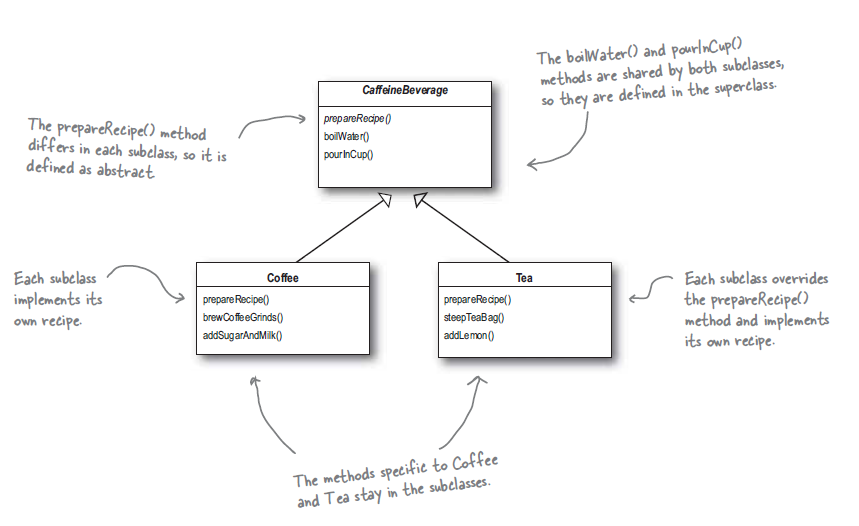 The boilWater() and pourInCup()
methods are shared by both subclasses,
so they are defined in the superclass.
CaffeineBeverage
prepareRecipe()
boilWater()
pourInCup()
The prepareRecipe() method
differs in each subclass, so it is
defined as abstract.
Each subclass
implements its
own recipe.
Coffee
prepareRecipe()
brewCoffeeGrinds()
addSugarAndMilk()
Tea
prepareRecipe()
steepTeaBag()
addLemon()
Each subclass overrides
the prepareRecipe()
method and implements
its own recipe.
The methods specific to Coffee
and Tea stay in the subclasses.